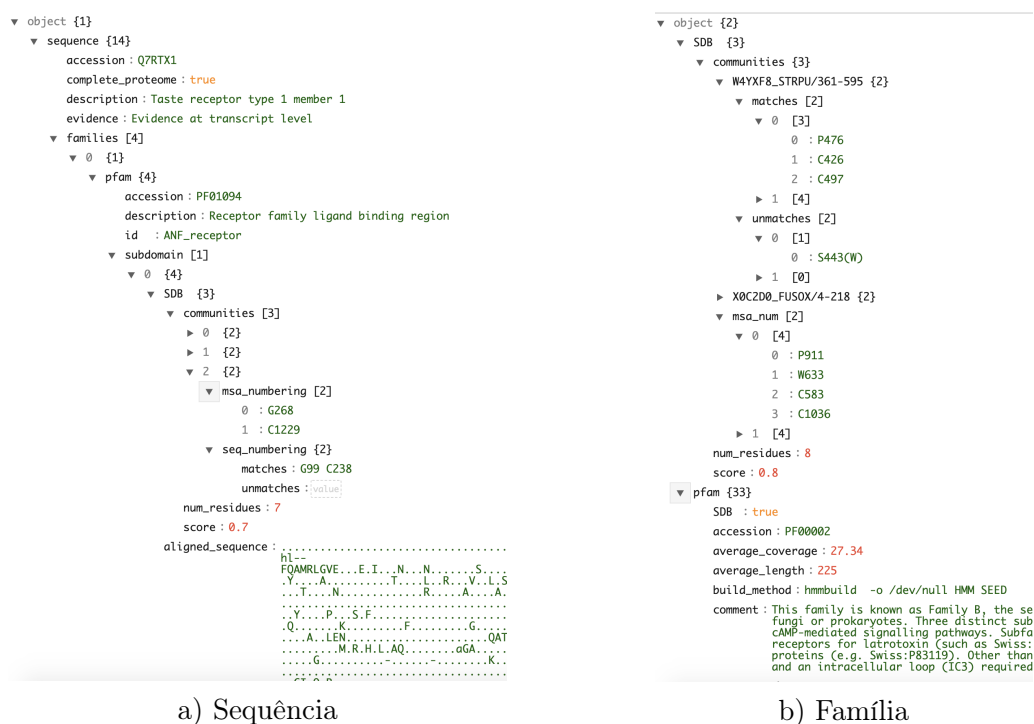 ▼ object {1}
▼ sequence {14}
accession : Q7RTX1
complete_proteome : true
description : Taste receptor type 1 member 1
evidence : Evidence at transcript level
▼ families [4]
▼ 0 {1}
▼ pfam {4}
accession : PF01094
description : Receptor family ligand binding region
id : ANF_receptor
▼ subdomain [1]
▼ 0 {4}
▼ SDB {3}
▼ communities [3]
► 0 {2}
► 1 {2}
▼ 2 {2}
▼ msa_numbering [2]
0 : G268
1 : C1229
▼ seq_numbering {2}
matches : G99 C238
unmatches : value
num_residues : 7
score : 0.7
aligned_sequence : ..................................
hl--
FQAMRLGVE...E.I...N...N.......S....
.Y....A.........T....L..R...V..L.S
...T....N............R.....A....A.
..................................
..Y....P...S.F....................
.Q.......K........F........G......
....A..LEN....................QAT
........M.R.H.L.AQ.......aGA.....
.....G.........-.....-.......K..
a) Sequência
▼ object {2}
▼ SDB {3}
▼ communities {3}
▼ W4YXF8_STRPU/361-595 {2}
▼ matches [2]
▼ 0 [3]
0 : P476
1 : C426
2 : C497
► 1 [4]
▼ unmatches [2]
▼ 0 [1]
0 : S443(W)
► 1 [0]
► X0C2D0_FUSOX/4-218 {2}
▼ msa_num [2]
▼ 0 [4]
0 : P911
1 : W633
2 : C583
3 : C1036
► 1 [4]
num_residues : 8
score : 0.8
▼ pfam {33}
SDB : true
accession : PF00002
average_coverage : 27.34
average_length : 225
build_method : hmmbuild -o /dev/null HMM SEED
comment : This family is known as Family B, the se
fungi or prokaryotes. Three distinct sub
cAMP-mediated signalling pathways. Subfa
receptors for latrotoxin (such as Swiss:
proteins (e.g. Swiss:P83119). Other than
and an intracellular loop (IC3) required
b) Família